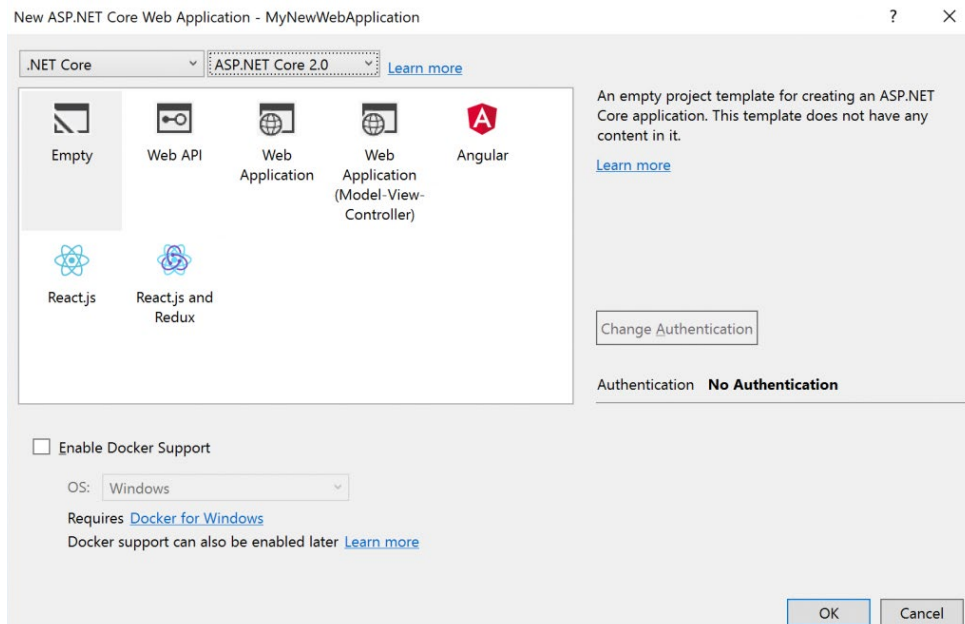 New ASP.NET Core Web Application - MyNewWebApplication
?
.NET Core
ASP.NET Core 2.0
Learn more
Empty
Web API
Web
Application
Web
Application
(Model-View-
Controller)
Angular
React.js
React.js and
Redux
An empty project template for creating an ASP.NET
Core application. This template does not have any
content in it.
Learn more
Change Authentication
Authentication No Authentication
Enable Docker Support
OS: Windows
Requires Docker for Windows
Docker support can also be enabled later Learn more
OK
Cancel